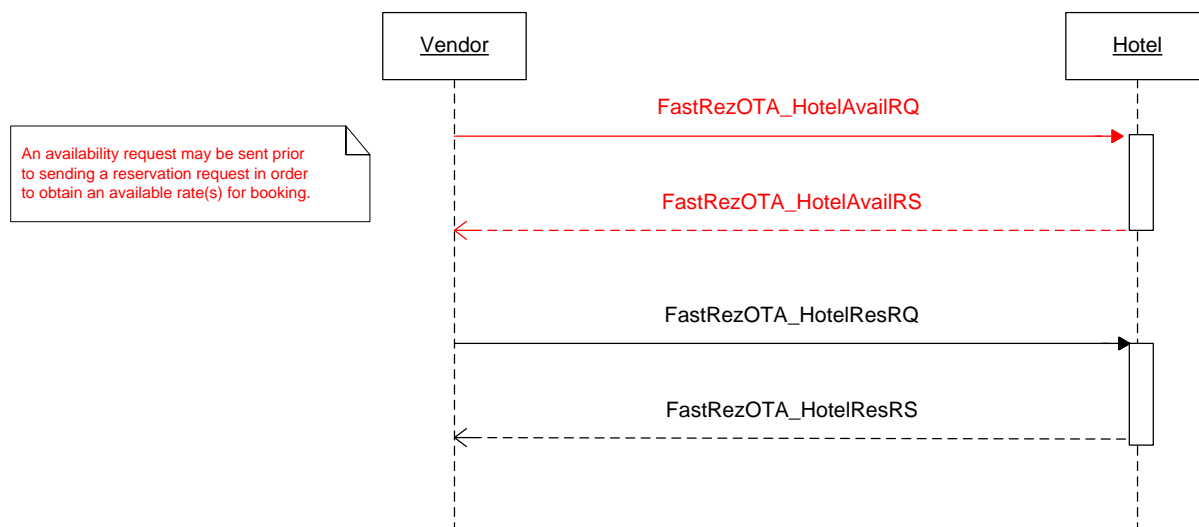 Vendor
Hotel
FastRezOTA_HotelAvailRQ
An availability request may be sent prior
to sending a reservation request in order
to obtain an available rate(s) for booking.
FastRezOTA_HotelAvailRS
FastRezOTA_HotelResRQ
FastRezOTA_HotelResRS